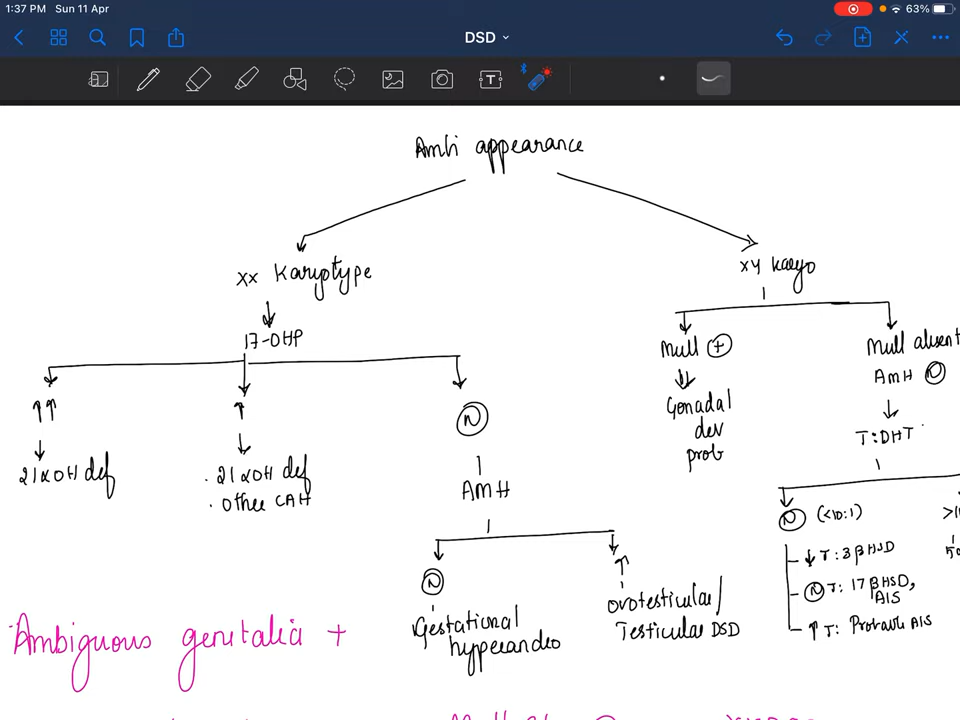 1:37 PM Sun 11 Apr
63%
DSD
T
Ambi appearance
XX Karyotype
XY Karyo
17-OHP
Mull +
Mull absent
AMH N
↑↑
↑
N
Gonadal
dev
prob
T:DHT
21αOH def
· 21αOH def
· Other CAH
AMH
N (<10:1)
↓ T: 3βHSD
N T: 17βHSD,
AIS
↑ T: Probable AIS
N
↑
Gestational
hyperandro
Ovotesticular/
Testicular DSD
Ambiguous genitalia +